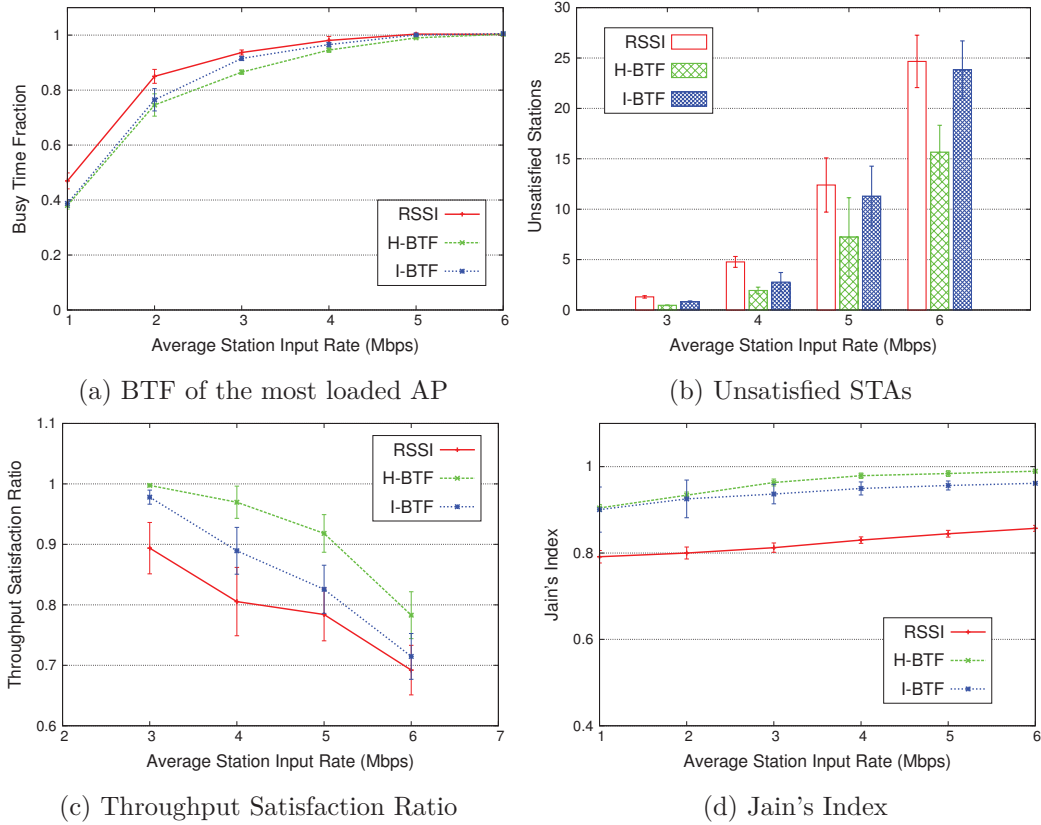 1
0.8
0.6
0.4
0.2
0
Busy Time Fraction
RSSI
H-BTF
I-BTF
1 2 3 4 5 6
Average Station Input Rate (Mbps)
(a) BTF of the most loaded AP
30
25
20
15
10
5
0
Unsatisfied Stations
RSSI
H-BTF
I-BTF
3 4 5 6
Average Station Input Rate (Mbps)
(b) Unsatisfied STAs
1.1
1
0.9
0.8
0.7
0.6
Throughput Satisfaction Ratio
RSSI
H-BTF
I-BTF
2 3 4 5 6 7
Average Station Input Rate (Mbps)
(c) Throughput Satisfaction Ratio
1
0.8
0.6
0.4
Jain's Index
RSSI
H-BTF
I-BTF
1 2 3 4 5 6
Average Station Input Rate (Mbps)
(d) Jain's Index